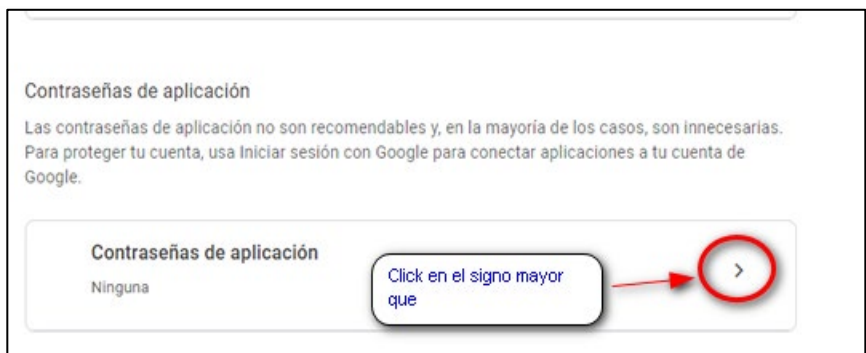 Contraseñas de aplicación
Las contraseñas de aplicación no son recomendables y, en la mayoría de los casos, son innecesarias.
Para proteger tu cuenta, usa Iniciar sesión con Google para conectar aplicaciones a tu cuenta de
Google.
Contraseñas de aplicación
Ninguna
Click en el signo mayor
que
>